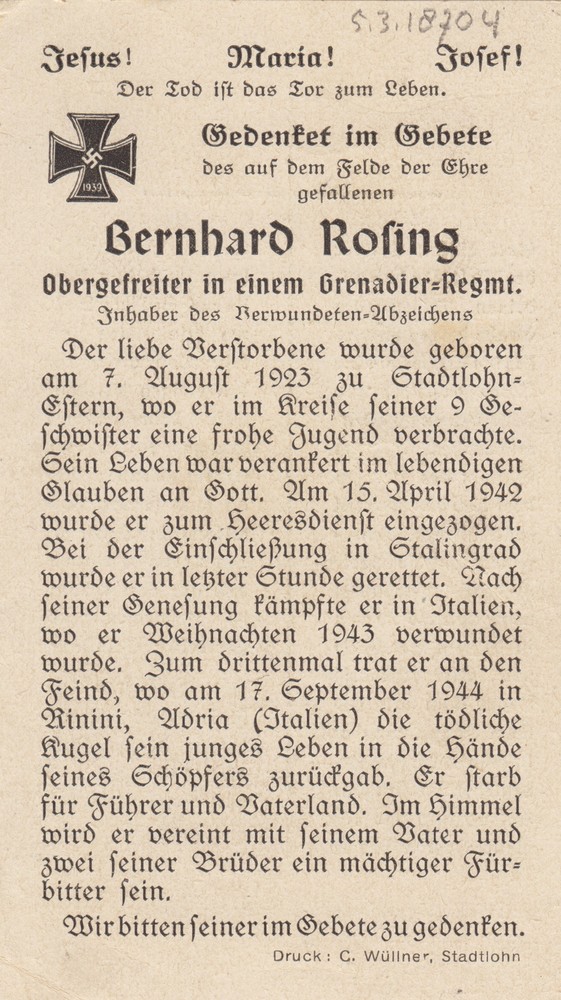 5.3.18704
Jesus! Maria! Josef!
Der Tod ist das Tor zum Leben.
1939
Gedenket im Gebete
des auf dem Felde der Ehre
gefallenen
Bernhard Rosing
Obergefreiter in einem Grenadier-Regmt.
Inhaber des Verwundeten-Abzeichens
Der liebe Verstorbene wurde geboren
am 7. August 1923 zu Stadtlohn-
Estern, wo er im Kreise seiner 9 Ge-
schwister eine frohe Jugend verbrachte.
Sein Leben war verankert im lebendigen
Glauben an Gott. Am 15. April 1942
wurde er zum Heeresdienst eingezogen.
Bei der Einschließung in Stalingrad
wurde er in letzter Stunde gerettet. Nach
seiner Genesung kämpfte er in Italien,
wo er Weihnachten 1943 verwundet
wurde. Zum drittenmal trat er an den
Feind, wo am 17. September 1944 in
Rinini, Adria (Italien) die tödliche
Kugel sein junges Leben in die Hände
seines Schöpfers zurückgab. Er starb
für Führer und Vaterland. Im Himmel
wird er vereint mit seinem Vater und
zwei seiner Brüder ein mächtiger Für-
bitter sein.
Wir bitten seiner im Gebete zu gedenken.
Druck: C. Wüllner, Stadtlohn